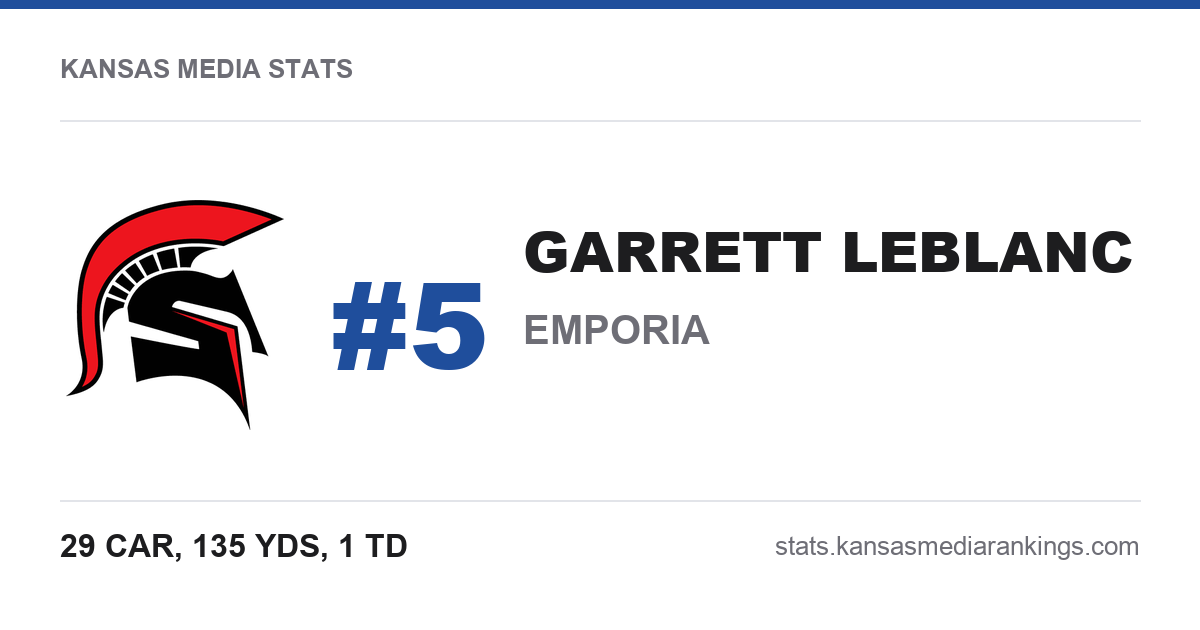 KANSAS MEDIA STATS
#5
GARRETT LEBLANC
EMPORIA
29 CAR, 135 YDS, 1 TD
stats.kansasmediarankings.com